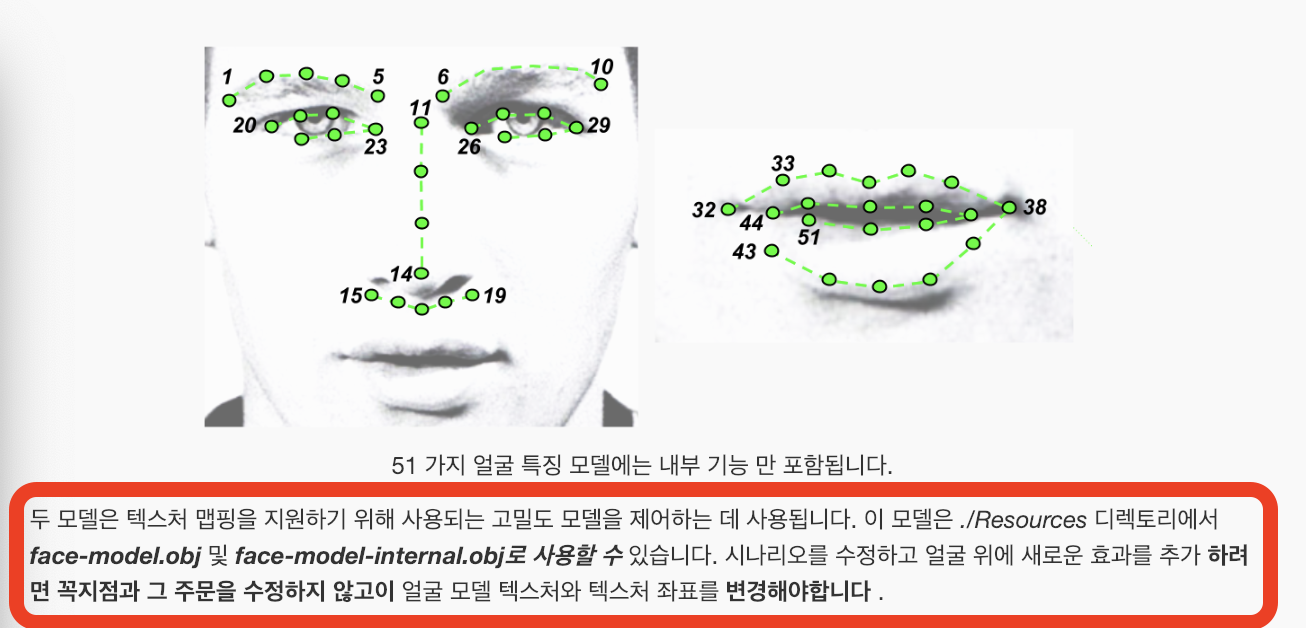 1 5 6 10
11
20 23 26 29
14
15 19
33
32 44 38
43 51
51 가지 얼굴 특징 모델에는 내부 기능 만 포함됩니다.
두 모델은 텍스처 맵핑을 지원하기 위해 사용되는 고밀도 모델을 제어하는 데 사용됩니다. 이 모델은 ./Resources 디렉토리에서
face-model.obj 및 face-model-internal.obj로 사용할 수 있습니다. 시나리오를 수정하고 얼굴 위에 새로운 효과를 추가 하려
면 꼭지점과 그 주문을 수정하지 않고이 얼굴 모델 텍스처와 텍스처 좌표를 변경해야합니다 .